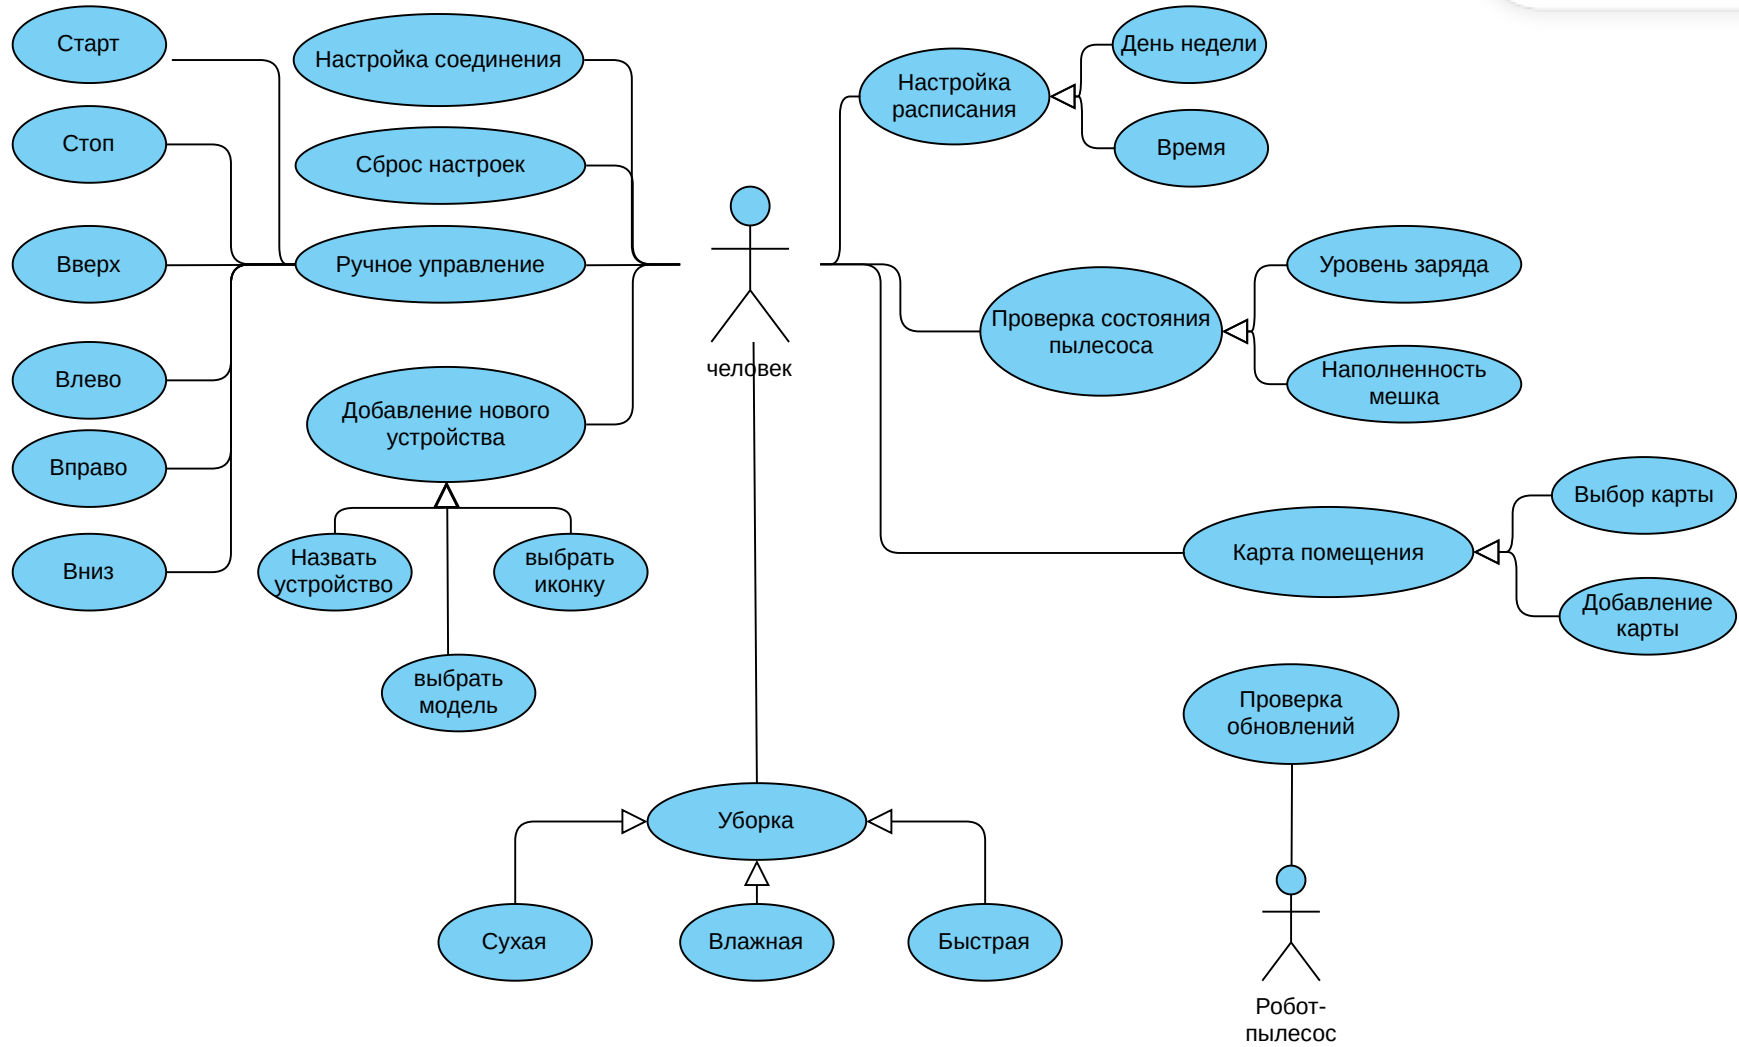 Старт
Стоп
Вверх
Влево
Вправо
Вниз
Настройка соединения
Сброс настроек
Ручное управление
Добавление нового
устройства
Назвать
устройство
выбрать
иконку
выбрать
модель
человек
Настройка
расписания
День недели
Время
Проверка состояния
пылесоса
Уровень заряда
Наполненность
мешка
Карта помещения
Выбор карты
Добавление
карты
Проверка
обновлений
Уборка
Сухая
Влажная
Быстрая
Робот-
пылесос